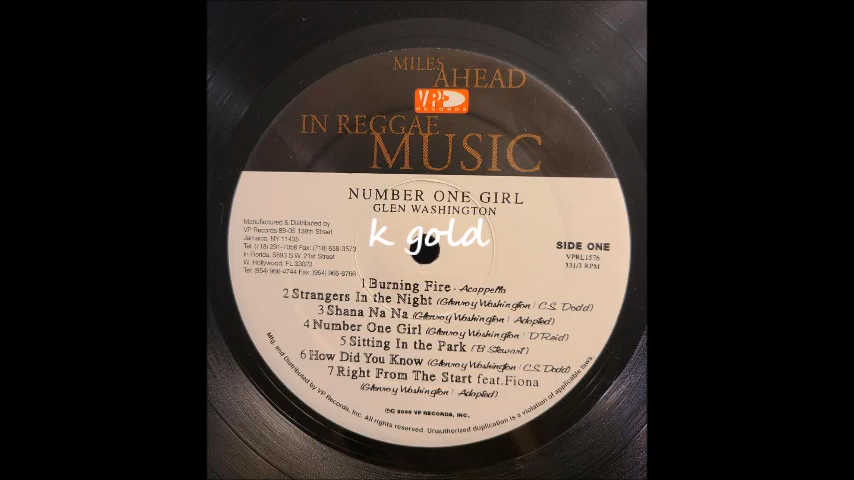 MILES
AHEAD
VP
RECORDS
IN REGGAE
MUSIC
NUMBER ONE GIRL
GLEN WASHINGTON
k gold
Manufactured & Distributed by
VP Records 89-05 138th Street
Jamaica, NY 11435
Tel: (718) 291-7058 Fax: (718) 658-3573
In Florida, 5893 S.W. 21st Street
W. Hollywood, FL 33023
Tel: (954) 966-4744 Fax: (954) 966-8766
SIDE ONE
VPRL1576
331/3 RPM
1 Burning Fire - Acappella
2 Strangers In the Night (Glenroy Washington / C.S. Dodd)
3 Shana Na Na (Glenroy Washington / Adapted)
4 Number One Girl (Glenroy Washington / D Reid)
5 Sitting In the Park (B Stewart)
6 How Did You Know (Glenroy Washington / C.S. Dodd)
7 Right From The Start feat.Fiona
(Glenroy Washington / Adapted)
℗© 2000 VP RECORDS, INC.
Mfg. and Distributed by VP Records, Inc. All rights reserved. Unauthorized duplication is a violation of applicable laws.